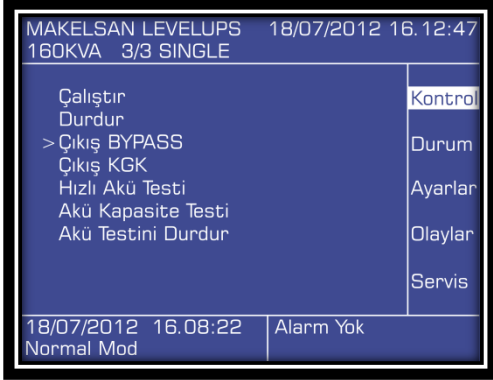 MAKELSAN LEVELUPS 18/07/2012 16.12:47
160KVA 3/3 SINGLE
Çalıştır
Durdur
>Çıkış BYPASS
Çıkış KGK
Hızlı Akü Testi
Akü Kapasite Testi
Akü Testini Durdur
Kontrol
Durum
Ayarlar
Olaylar
Servis
18/07/2012 16.08:22
Normal Mod
Alarm Yok